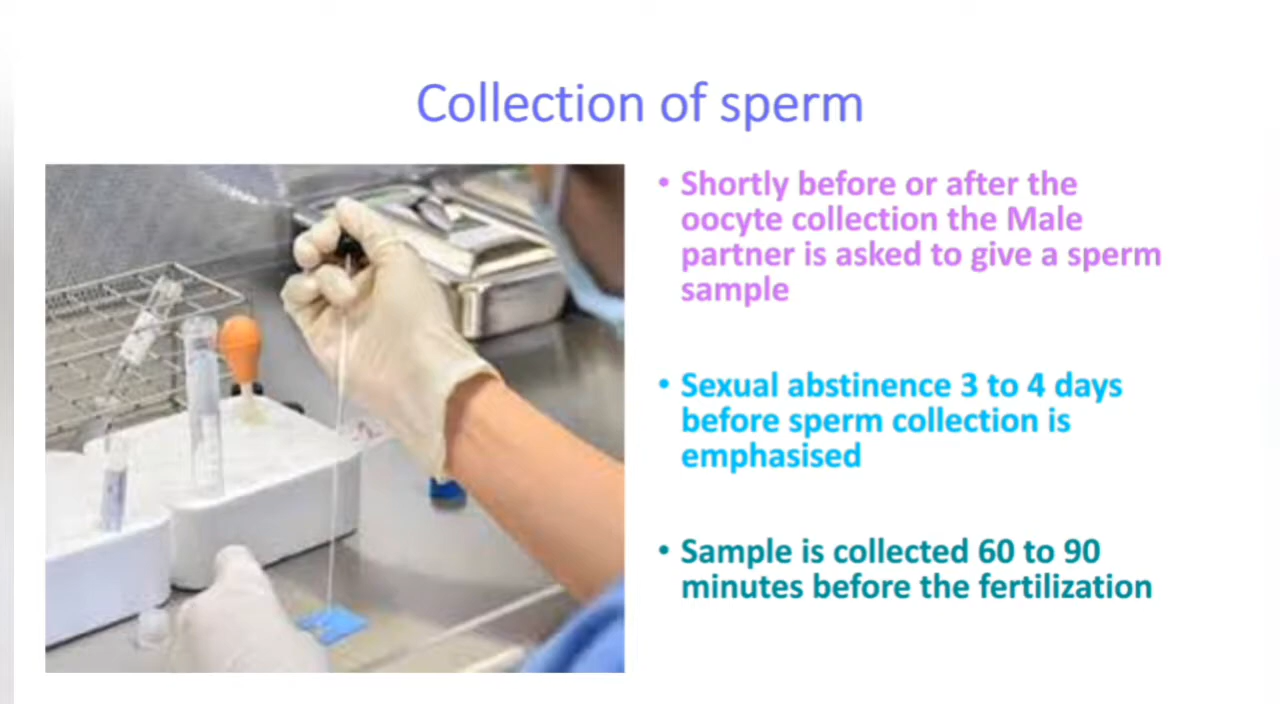 Collection of sperm
• Shortly before or after the
oocyte collection the Male
partner is asked to give a sperm
sample
• Sexual abstinence 3 to 4 days
before sperm collection is
emphasised
• Sample is collected 60 to 90
minutes before the fertilization